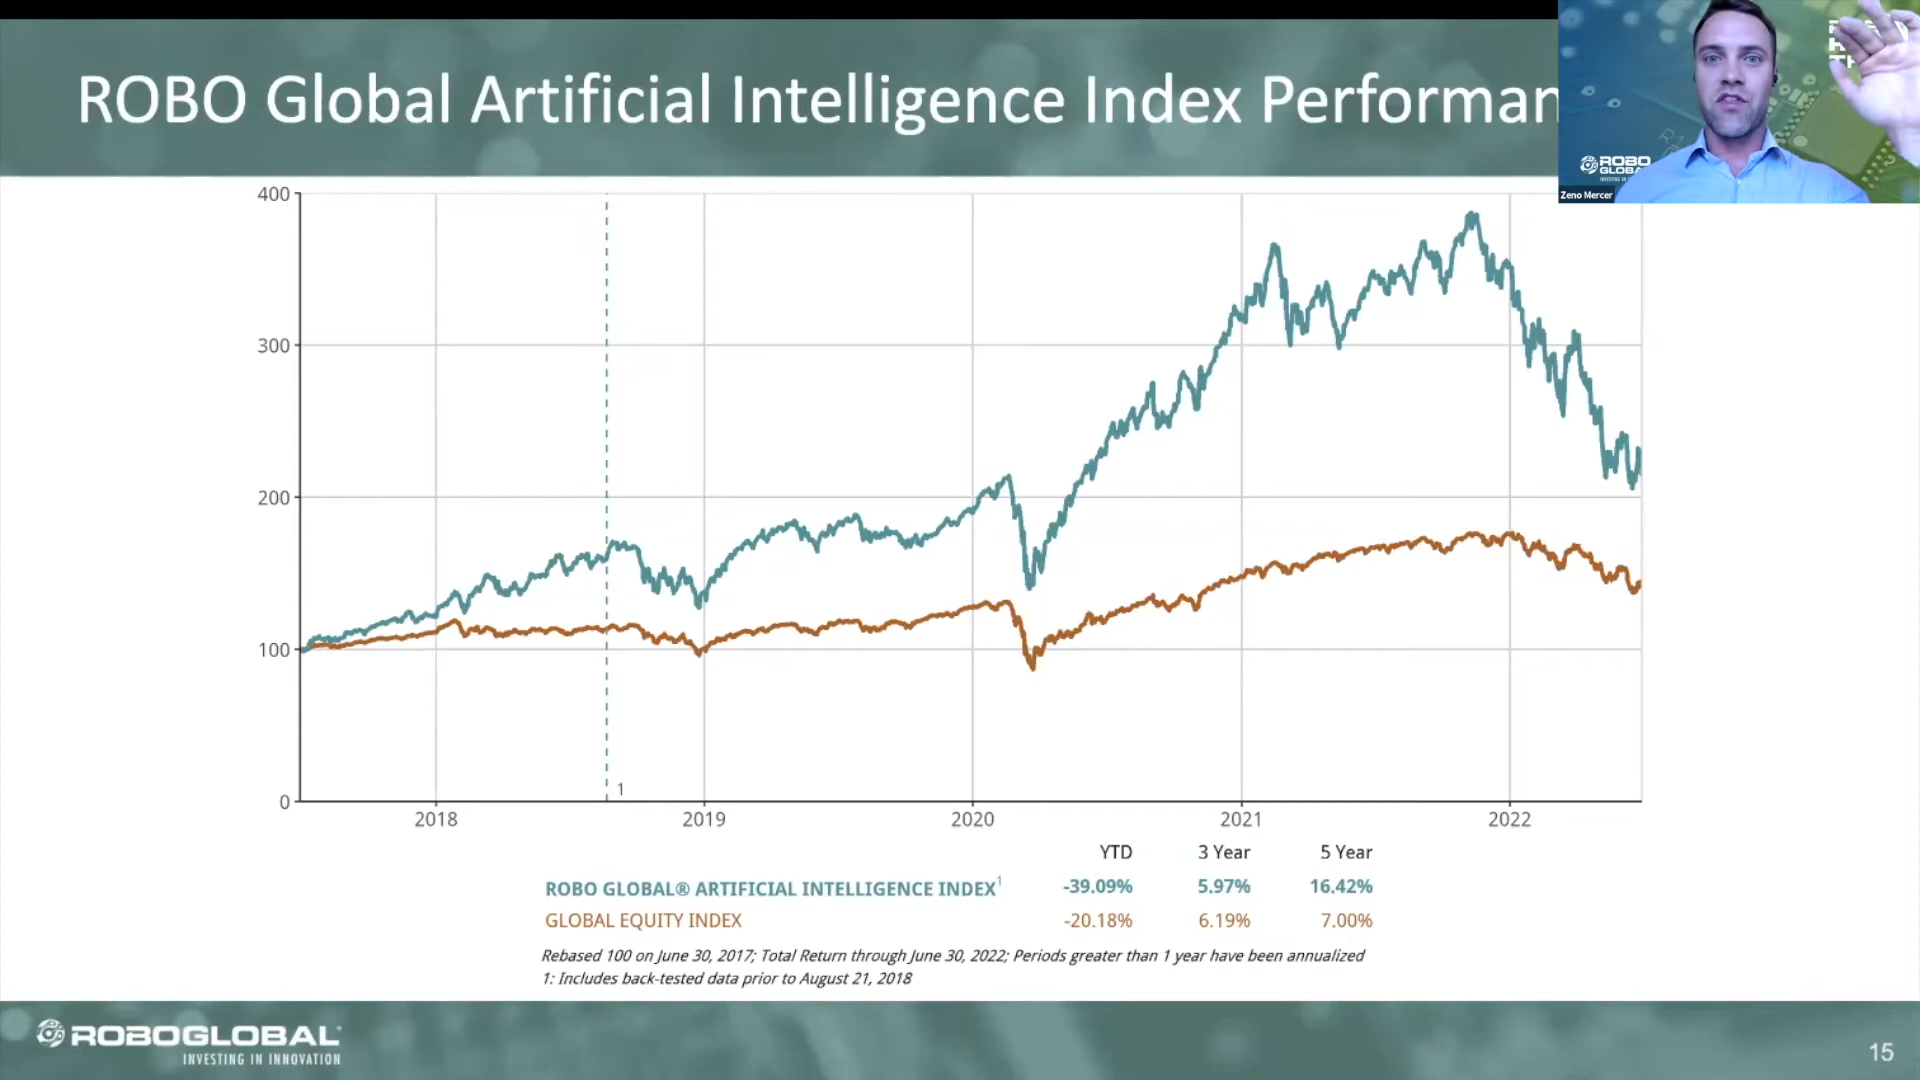 ROBO Global Artificial Intelligence Index Performan
ROBO
GLOBAL
Zeno Mercer
400
300
200
100
0
1
2018
2019
2020
2021
2022
YTD 3 Year 5 Year
ROBO GLOBAL® ARTIFICIAL INTELLIGENCE INDEX1 -39.09% 5.97% 16.42%
GLOBAL EQUITY INDEX -20.18% 6.19% 7.00%
Rebased 100 on June 30, 2017; Total Return through June 30, 2022; Periods greater than 1 year have been annualized
1: Includes back-tested data prior to August 21, 2018
ROBOGLOBAL
INVESTING IN INNOVATION
15